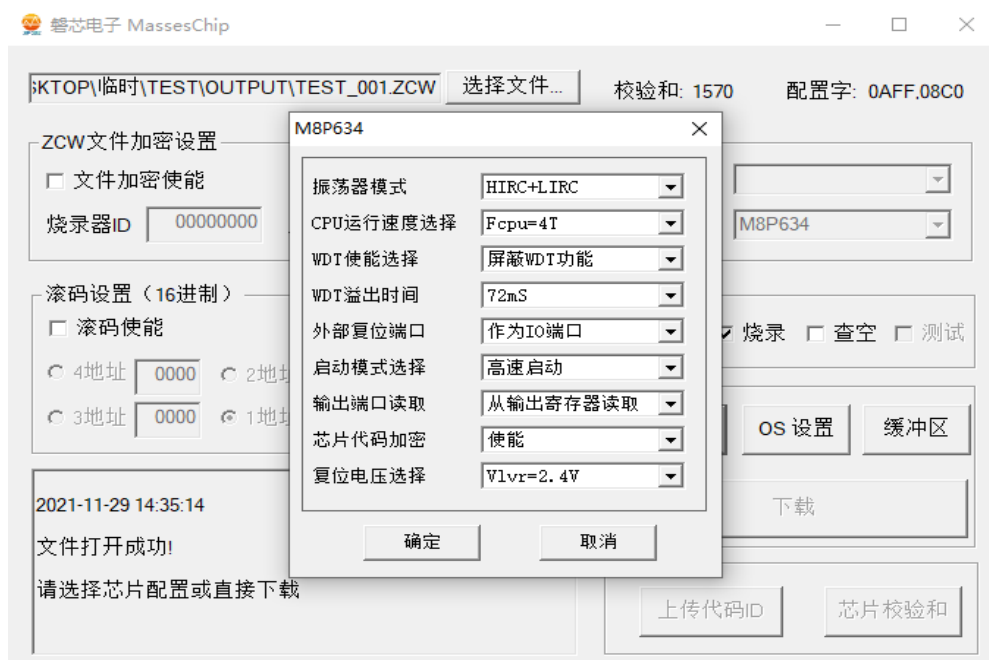 磐芯电子 MassesChip
SKTOP\临时\TEST\OUTPUT\TEST_001.ZCW 选择文件... 校验和: 1570 配置字: 0AFF,08C0
ZCW文件加密设置
文件加密使能
烧录器ID 00000000
M8P634
滚码设置（16进制）
滚码使能
4地址 0000 2地址
3地址 0000 1地址
烧录 查空 测试
OS 设置 缓冲区
下载
2021-11-29 14:35:14
文件打开成功!
请选择芯片配置或直接下载
上传代码ID 芯片校验和
M8P634
振荡器模式 HIRC+LIRC
CPU运行速度选择 Fcpu=4T
WDT使能选择 屏蔽WDT功能
WDT溢出时间 72mS
外部复位端口 作为IO端口
启动模式选择 高速启动
输出端口读取 从输出寄存器读取
芯片代码加密 使能
复位电压选择 Vlvr=2.4V
确定 取消